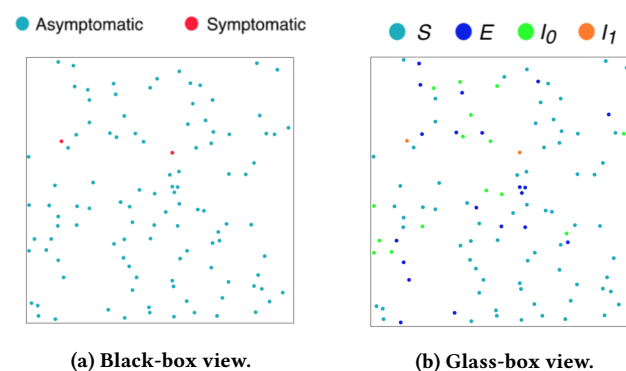 Asymptomatic Symptomatic
S E I0 I1
(a) Black-box view.
(b) Glass-box view.